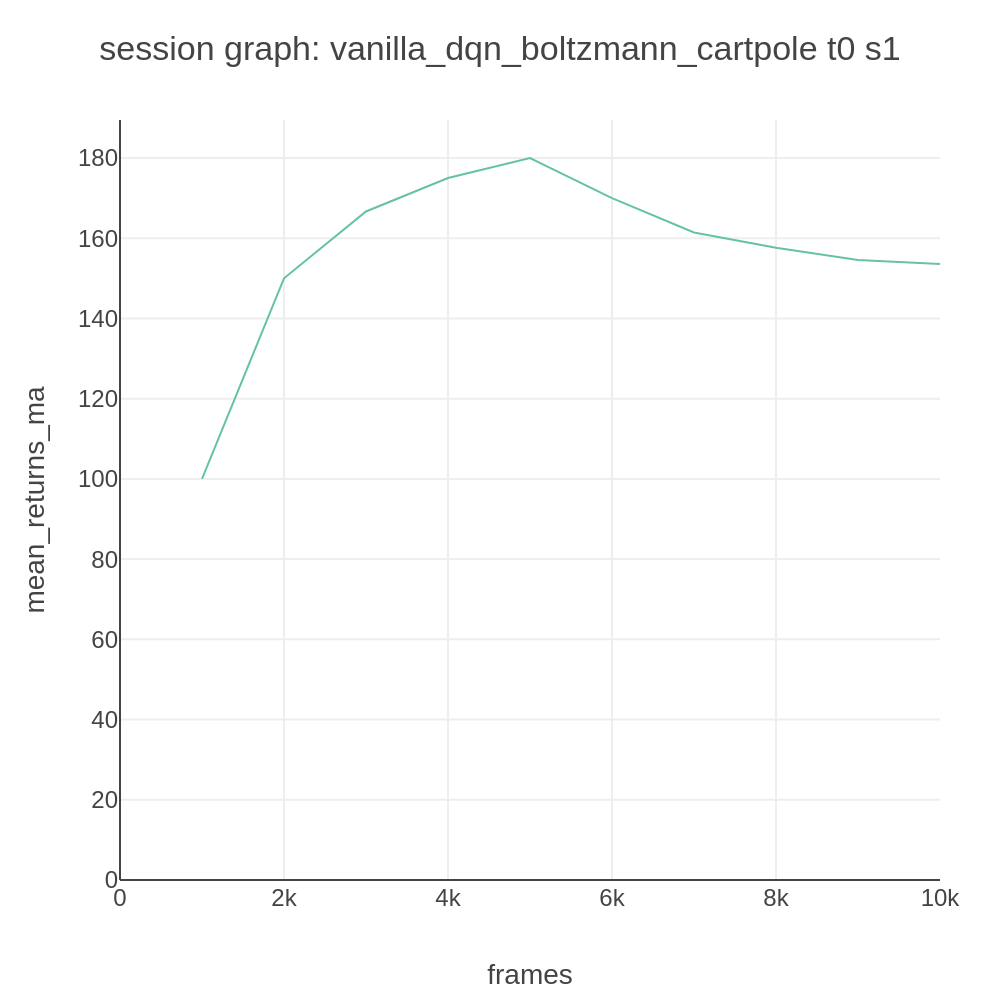 session graph: vanilla_dqn_boltzmann_cartpole t0 s1
mean_returns_ma
180
160
140
120
100
80
60
40
20
0
0
2k
4k
6k
8k
10k
frames